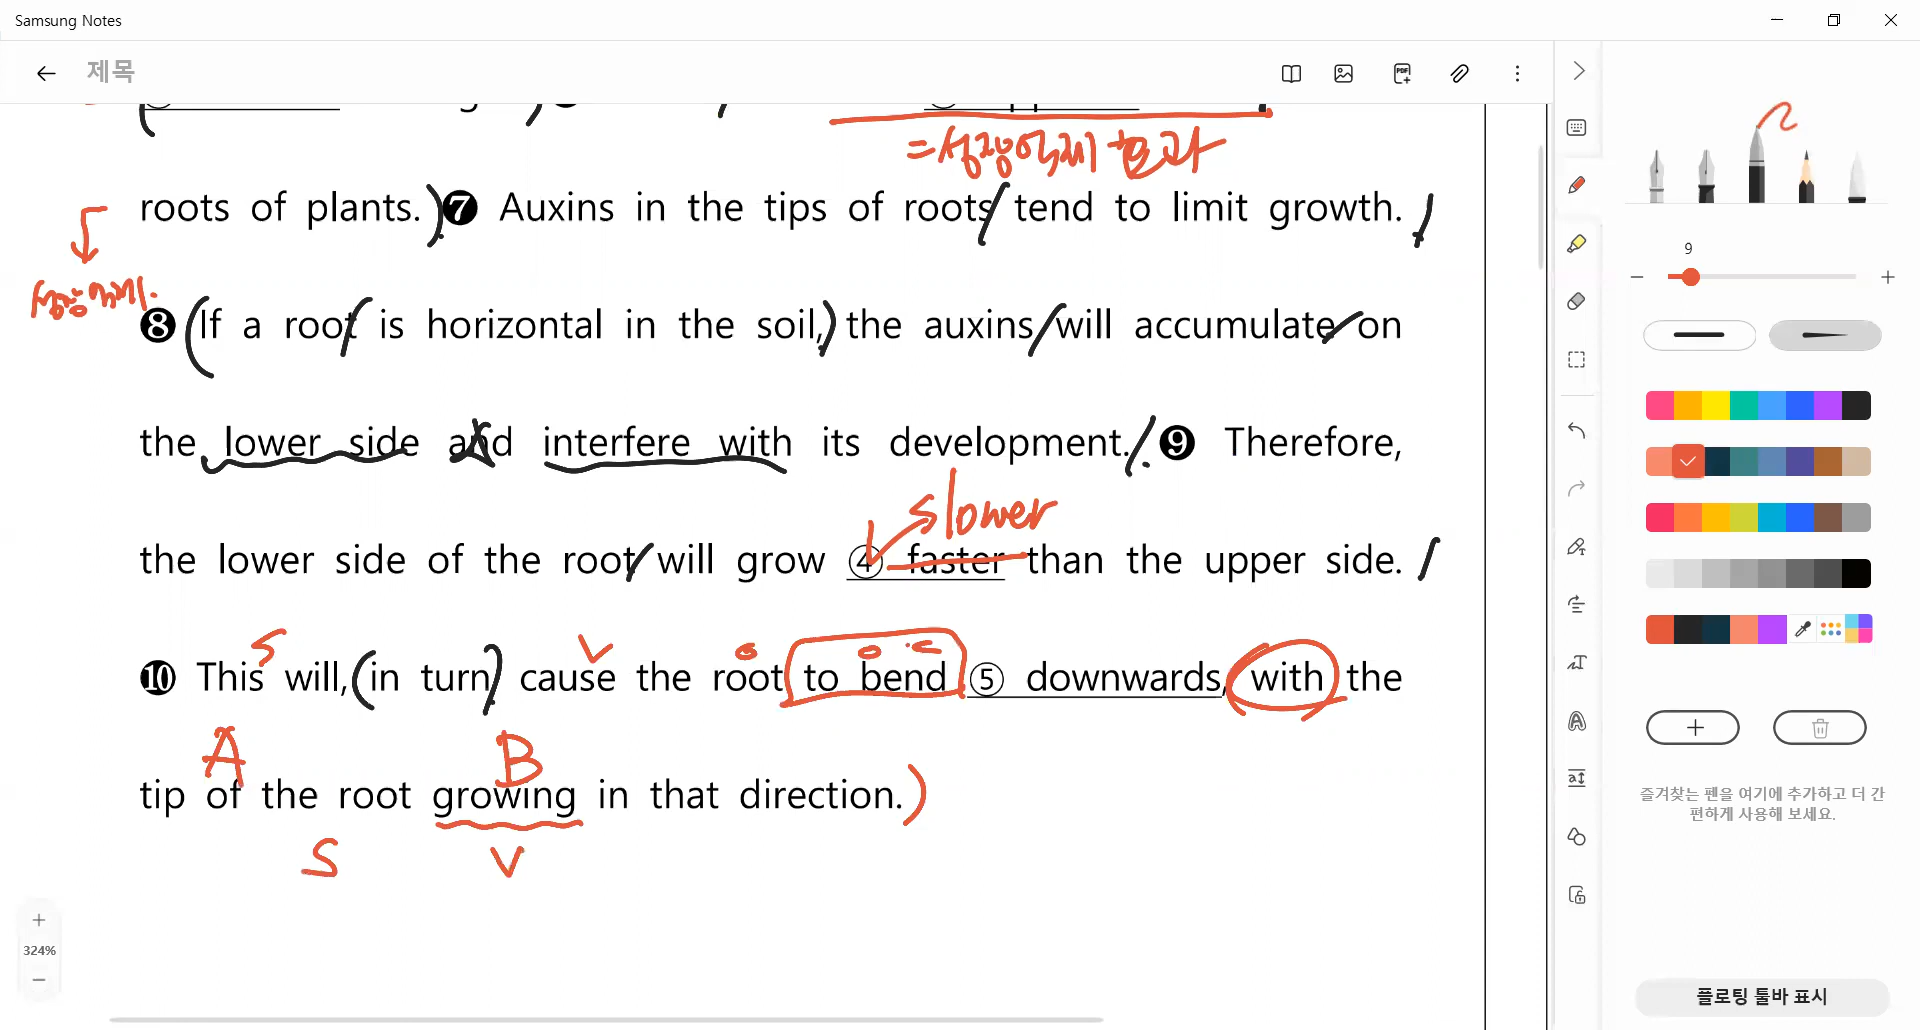 Samsung Notes
제목
=성장억제 효과
roots of plants. ❼ Auxins in the tips of roots tend to limit growth.
성장억제.
❽ If a root is horizontal in the soil, the auxins will accumulate on
the lower side and interfere with its development. ❾ Therefore,
slower
the lower side of the root will grow ④ faster than the upper side.
S V O O.C
❿ This will, in turn, cause the root to bend ⑤ downwards, with the
A B
tip of the root growing in that direction.
S V
9
즐겨찾는 펜을 여기에 추가하고 더 간
편하게 사용해 보세요.
324%
플로팅 툴바 표시